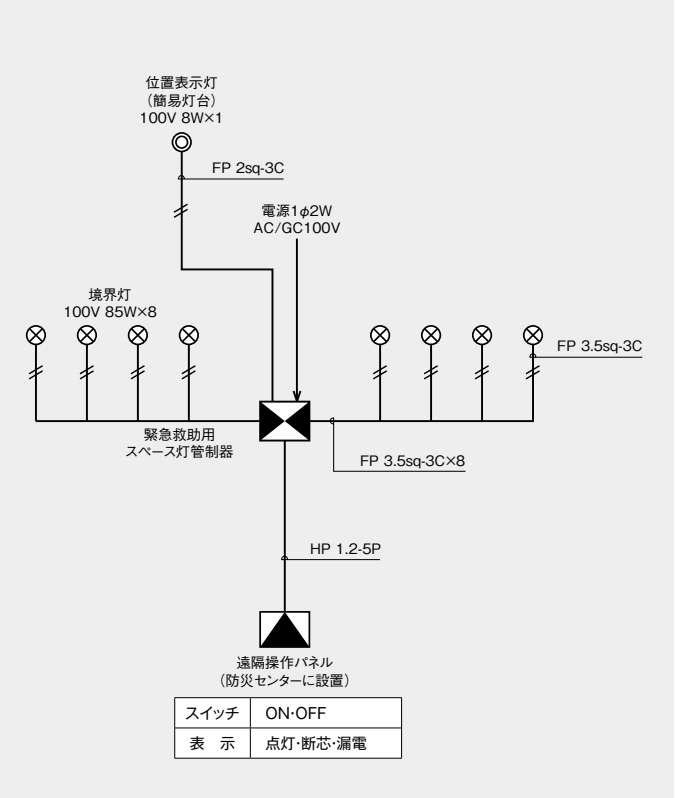 位置表示灯
（簡易灯台）
100V 8W×1
FP 2sq-3C
電源1φ2W
AC/GC100V
境界灯
100V 85W×8
FP 3.5sq-3C
緊急救助用
スペース灯管制器
FP 3.5sq-3C×8
HP 1.2-5P
遠隔操作パネル
（防災センターに設置）
スイッチ ON･OFF
表　示 点灯･断芯･漏電